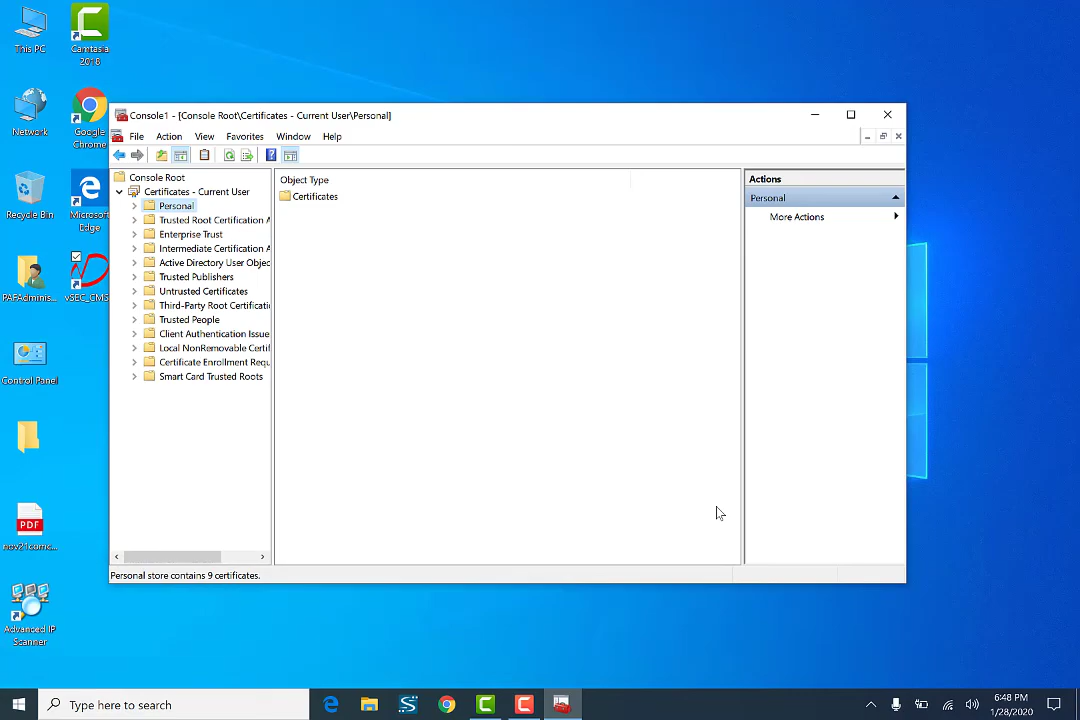 This PC
Camtasia
2018
Network
Google
Chrome
Recycle Bin
Microsoft
Edge
PAFAdminis...
vSEC_CMS
Control Panel
PDF
nov21comc...
Advanced IP
Scanner
Console1 - [Console Root\Certificates - Current User\Personal]
File Action View Favorites Window Help
Console Root
Certificates - Current User
Personal
Trusted Root Certification A
Enterprise Trust
Intermediate Certification A
Active Directory User Objec
Trusted Publishers
Untrusted Certificates
Third-Party Root Certificati
Trusted People
Client Authentication Issue
Local NonRemovable Certif
Certificate Enrollment Requ
Smart Card Trusted Roots
Object Type
Certificates
Actions
Personal
More Actions
Personal store contains 9 certificates.
Type here to search
6:48 PM
1/28/2020